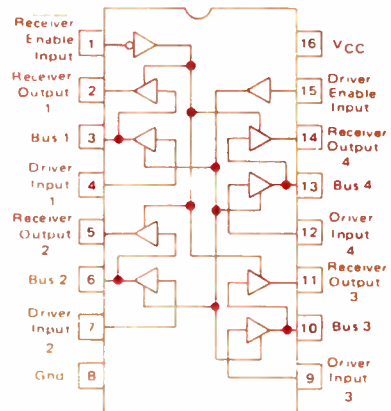 Receiver
Enable
Input
1
Receiver
Output
1
2
Bus 1
3
Driver
Input
1
4
Receiver
Output
2
5
Bus 2
6
Driver
Input
2
7
Gnd
8
16
VCC
15
Driver
Enable
Input
14
Receiver
Output
4
13
Bus 4
12
Driver
Input
4
11
Receiver
Output
3
10
Bus 3
9
Driver
Input
3